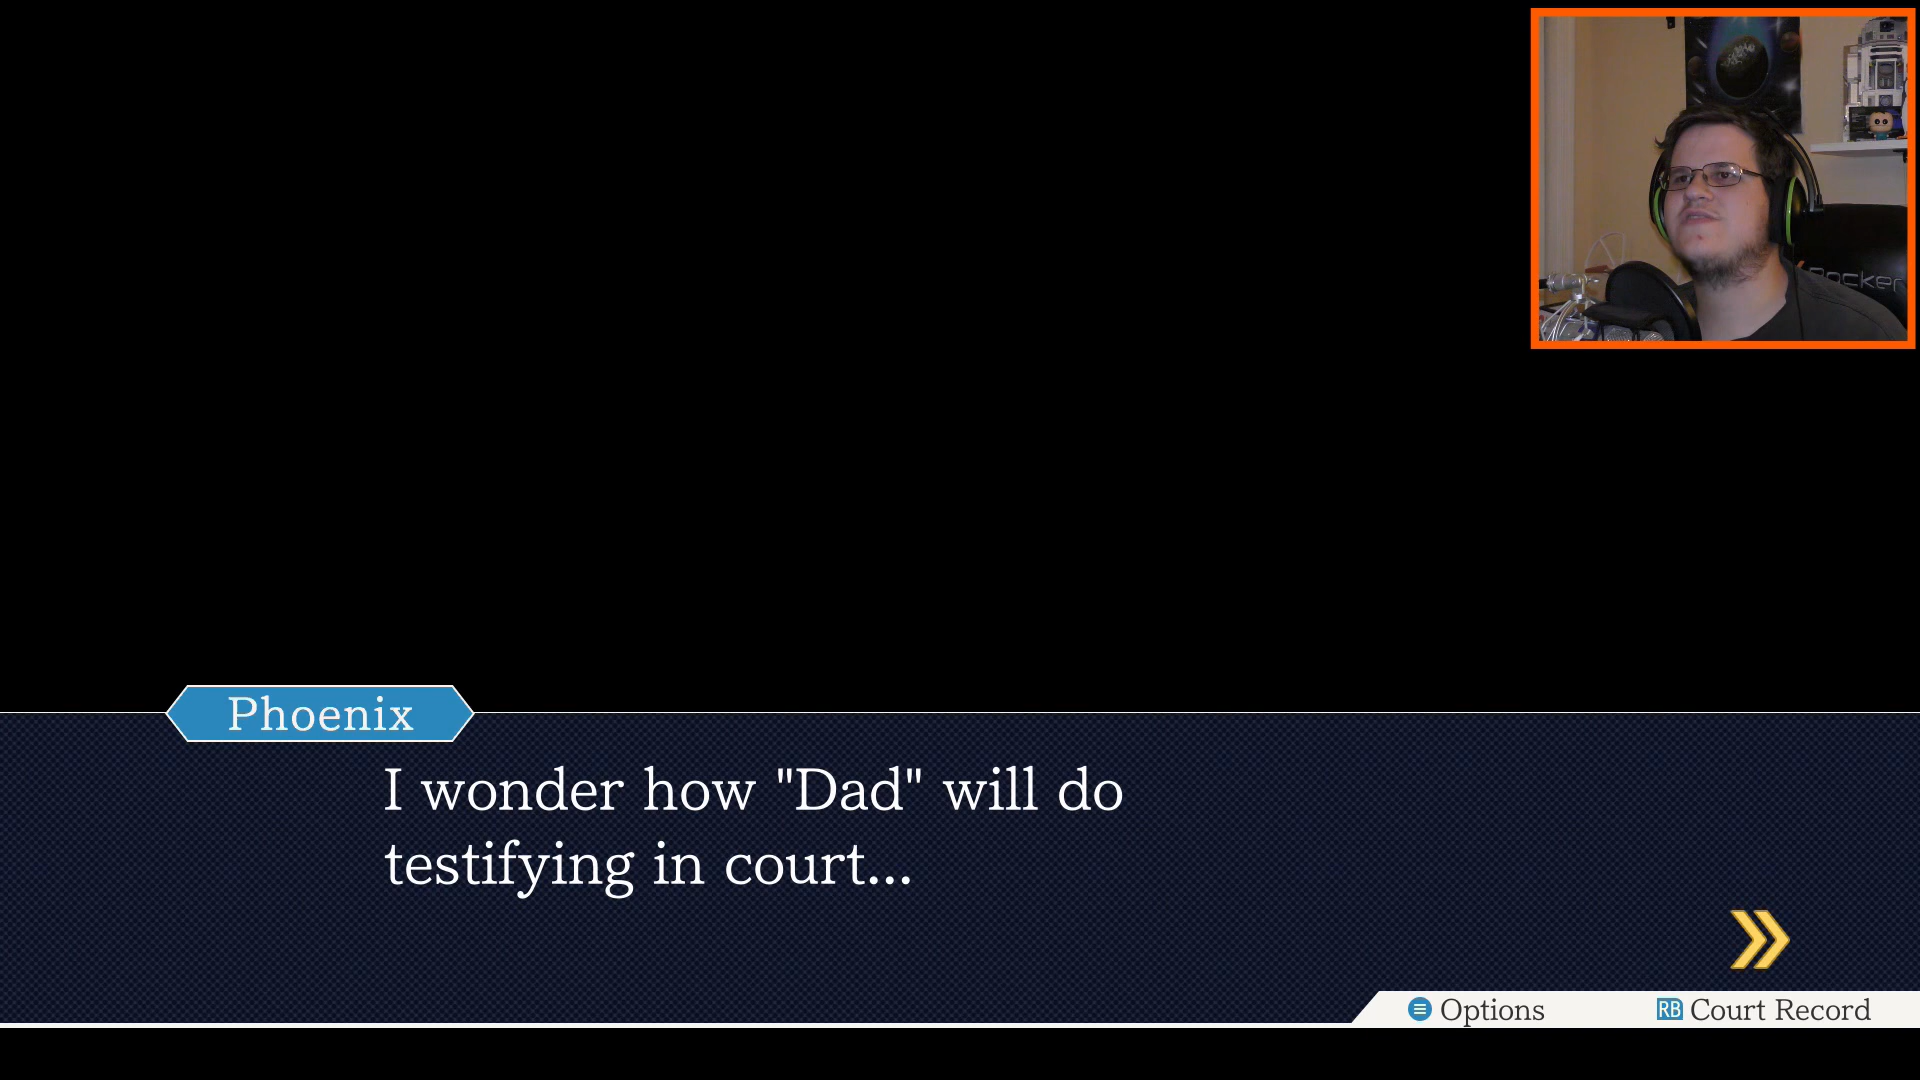 Phoenix
I wonder how "Dad" will do
testifying in court...
Options
RB Court Record